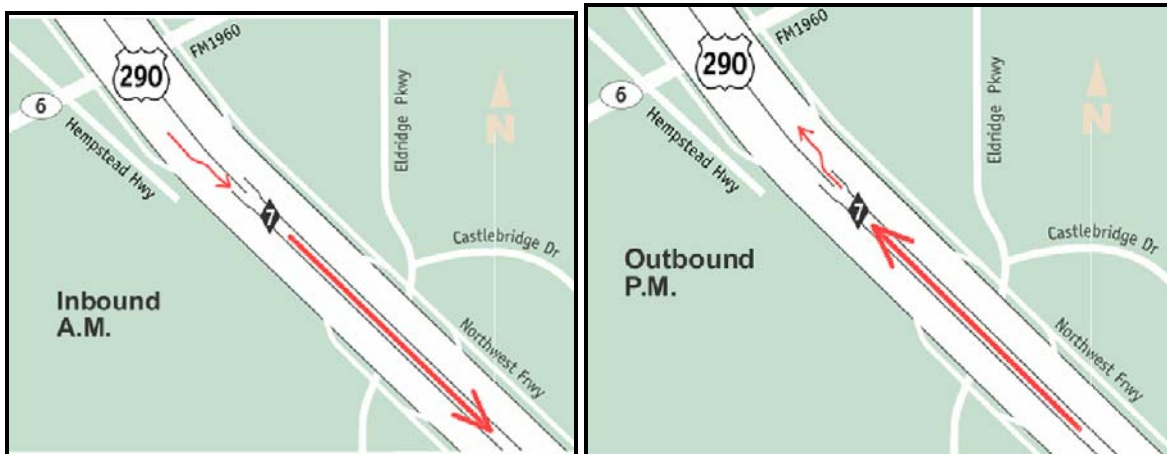 FM1960
290
6
Hempstead Hwy
Eldridge Pkwy
N
7
Castlebridge Dr
Inbound
A.M.
Northwest Frwy
FM1960
290
6
Hempstead Hwy
Eldridge Pkwy
N
7
Castlebridge Dr
Outbound
P.M.
Northwest Frwy